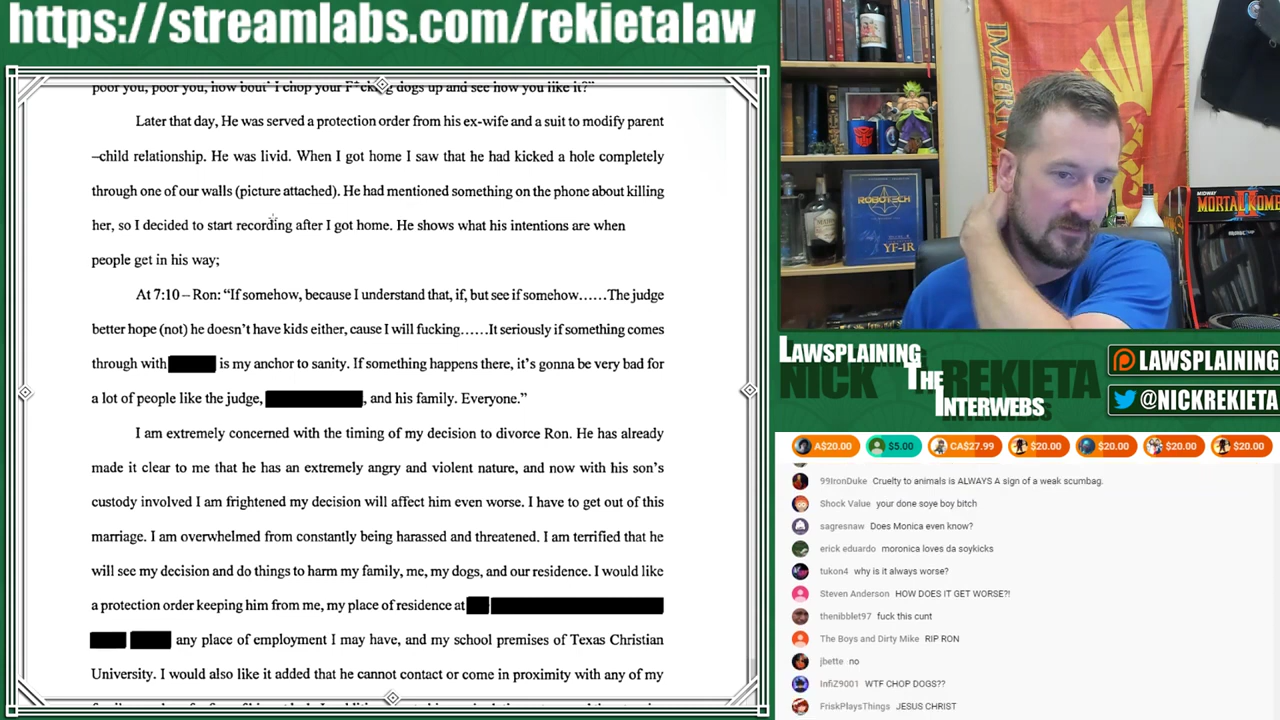 https://streamlabs.com/rekietalaw
poor you, poor you, how bout' I chop your F*cking dogs up and see how you like it?"
Later that day, He was served a protection order from his ex-wife and a suit to modify parent
–child relationship. He was livid. When I got home I saw that he had kicked a hole completely
through one of our walls (picture attached). He had mentioned something on the phone about killing
her, so I decided to start recording after I got home. He shows what his intentions are when
people get in his way;
At 7:10 – Ron: "If somehow, because I understand that, if, but see if somehow……The judge
better hope (not) he doesn't have kids either, cause I will fucking……It seriously if something comes
through with is my anchor to sanity. If something happens there, it's gonna be very bad for
a lot of people like the judge, , and his family. Everyone."
I am extremely concerned with the timing of my decision to divorce Ron. He has already
made it clear to me that he has an extremely angry and violent nature, and now with his son's
custody involved I am frightened my decision will affect him even worse. I have to get out of this
marriage. I am overwhelmed from constantly being harassed and threatened. I am terrified that he
will see my decision and do things to harm my family, me, my dogs, and our residence. I would like
a protection order keeping him from me, my place of residence at
any place of employment I may have, and my school premises of Texas Christian
University. I would also like it added that he cannot contact or come in proximity with any of my
ROBOTECH
YF-1R
MIDWAY
MORTAL KOMB
II
LAWSPLAINING
NICK THE REKIETA
INTERWEBS
LAWSPLAINING
@NICKREKIETA
A$20.00 $5.00 CA$27.99 $20.00 $20.00 $20.00 $20.00
99IronDuke Cruelty to animals is ALWAYS A sign of a weak scumbag.
Shock Value your done soye boy bitch
sagresnaw Does Monica even know?
erick eduardo moronica loves da soykicks
tukon4 why is it always worse?
Steven Anderson HOW DOES IT GET WORSE?!
thenibblet97 fuck this cunt
The Boys and Dirty Mike RIP RON
jbette no
InfiZ9001 WTF CHOP DOGS??
FriskPlaysThings JESUS CHRIST